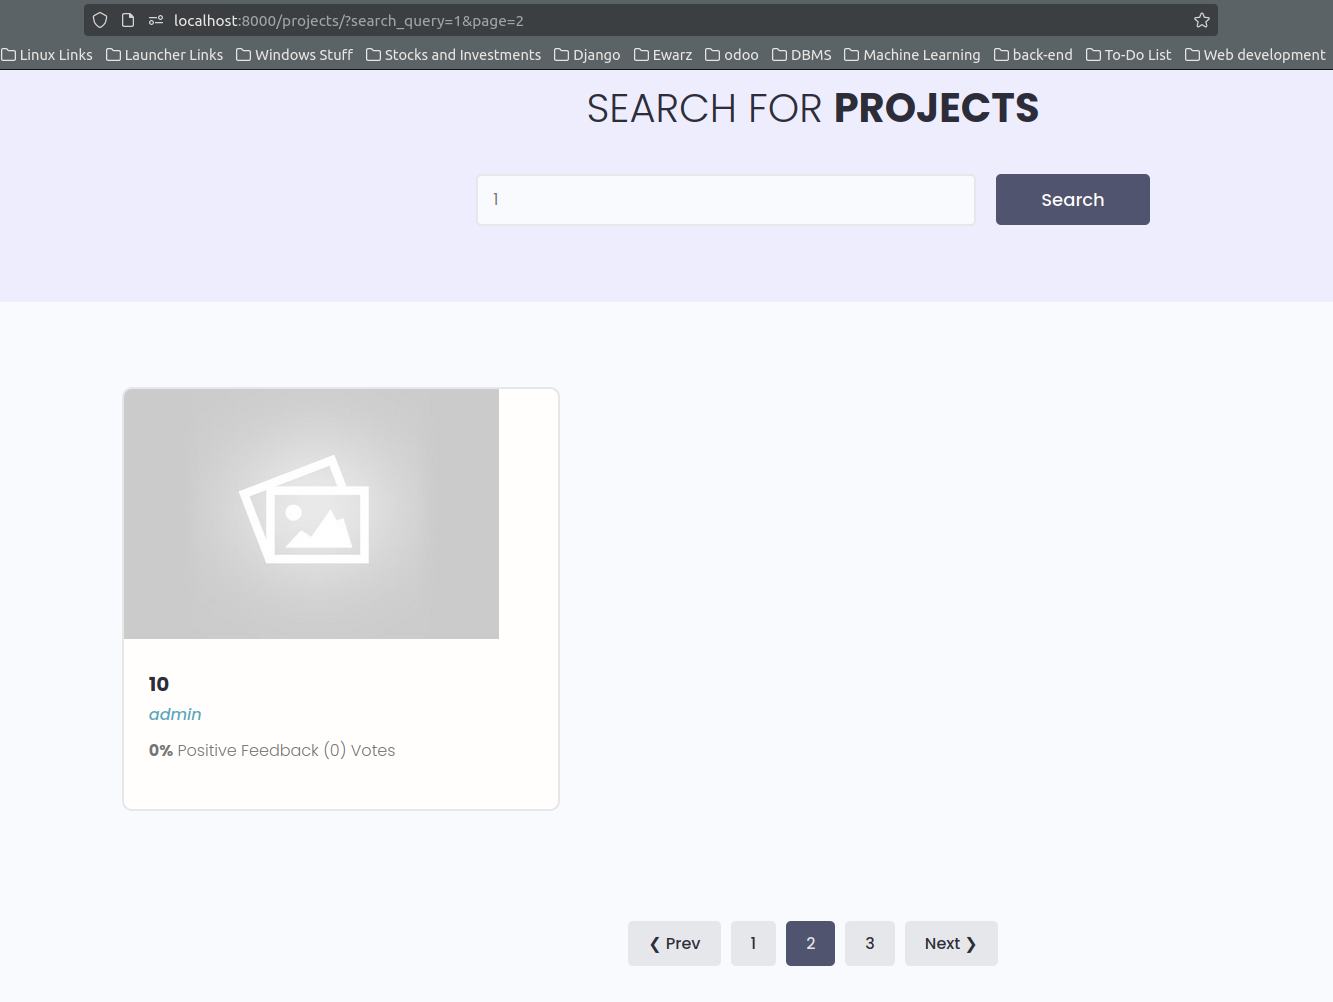 localhost:8000/projects/?search_query=1&page=2
Linux Links Launcher Links Windows Stuff Stocks and Investments Django Ewarz odoo DBMS Machine Learning back-end To-Do List Web development
SEARCH FOR PROJECTS
1 Search
10
admin
0% Positive Feedback (0) Votes
❮ Prev 1 2 3 Next ❯